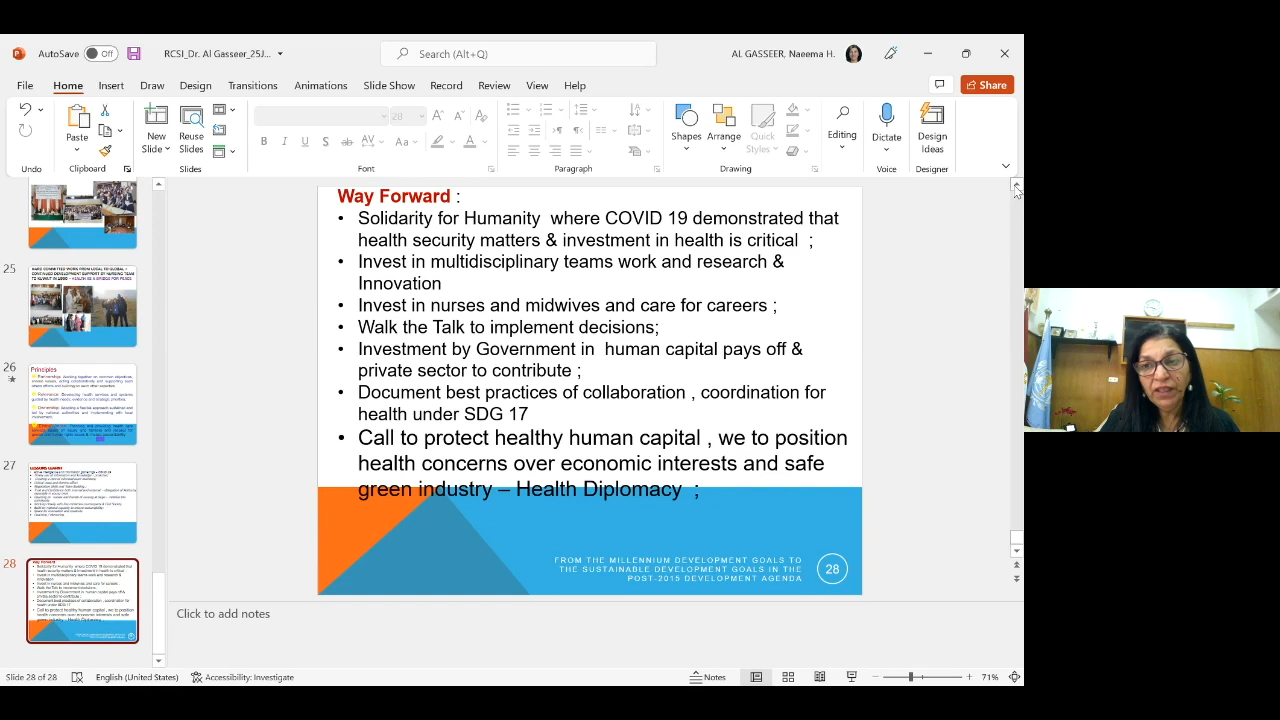 AutoSave Off RCSI_Dr. Al Gasseer_25J... Search (Alt+Q) AL GASSEER, Naeema H.
File Home Insert Draw Design Transitions Animations Slide Show Record Review View Help Share
Paste New Slide Reuse Slides 28 Shapes Arrange Quick Styles Editing Dictate Design Ideas
Undo Clipboard Slides Font Paragraph Drawing Voice Designer
Way Forward :
• Solidarity for Humanity where COVID 19 demonstrated that
health security matters & investment in health is critical ;
• Invest in multidisciplinary teams work and research &
Innovation
• Invest in nurses and midwives and care for careers ;
• Walk the Talk to implement decisions;
• Investment by Government in human capital pays off &
private sector to contribute ;
• Document best practices of collaboration , coordination for
health under SDG 17
• Call to protect healthy human capital , we to position
health concerns over economic interests and safe
green industry – Health Diplomacy ;
FROM THE MILLENNIUM DEVELOPMENT GOALS TO
THE SUSTAINABLE DEVELOPMENT GOALS IN THE
POST-2015 DEVELOPMENT AGENDA
28
25
26
Principles
27
LESSONS LEARNT
28
Way Forward :
Click to add notes
Slide 28 of 28 English (United States) Accessibility: Investigate Notes 71%